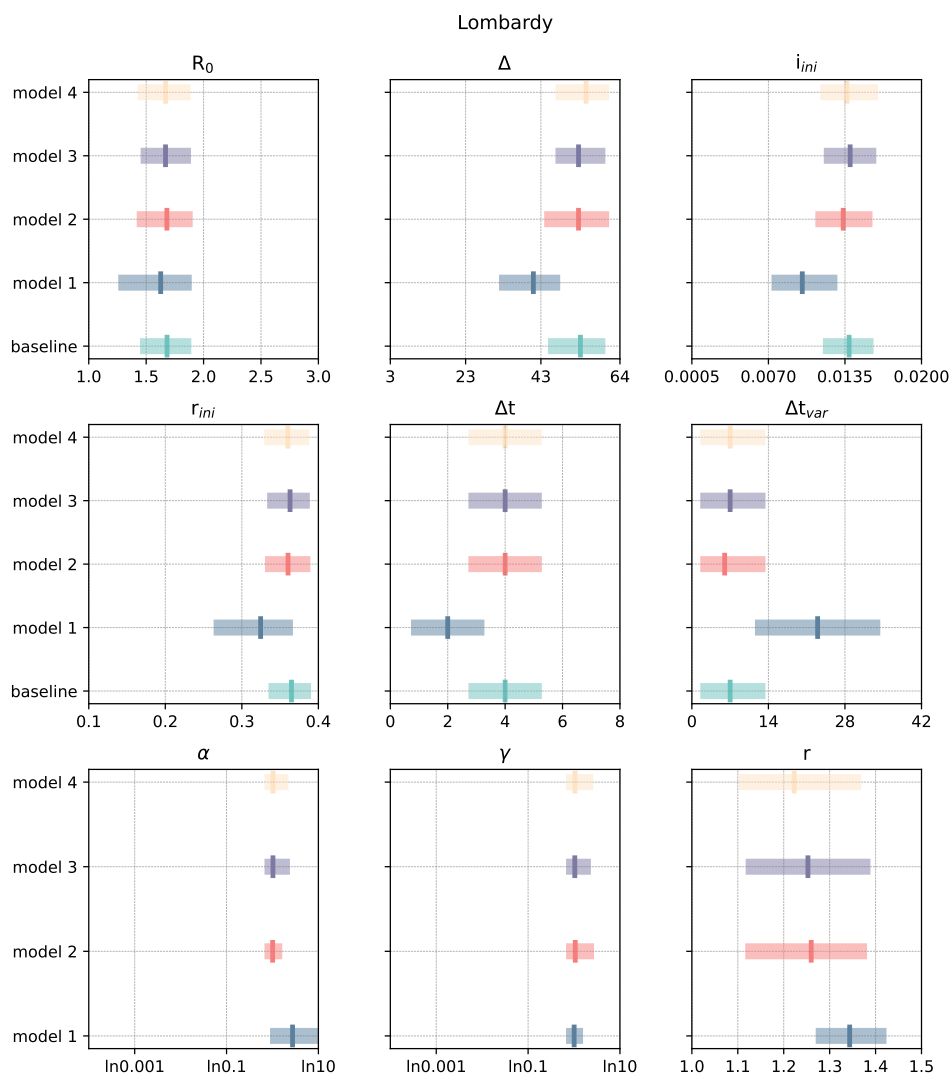 Lombardy
R₀ Δ i_ini
model 4
model 3
model 2
model 1
baseline
1.0 1.5 2.0 2.5 3.0 3 23 43 64 0.0005 0.0070 0.0135 0.0200
r_ini Δt Δt_var
model 4
model 3
model 2
model 1
baseline
0.1 0.2 0.3 0.4 0 2 4 6 8 0 14 28 42
α γ r
model 4
model 3
model 2
model 1
ln0.001 ln0.1 ln10 ln0.001 ln0.1 ln10 1.0 1.1 1.2 1.3 1.4 1.5